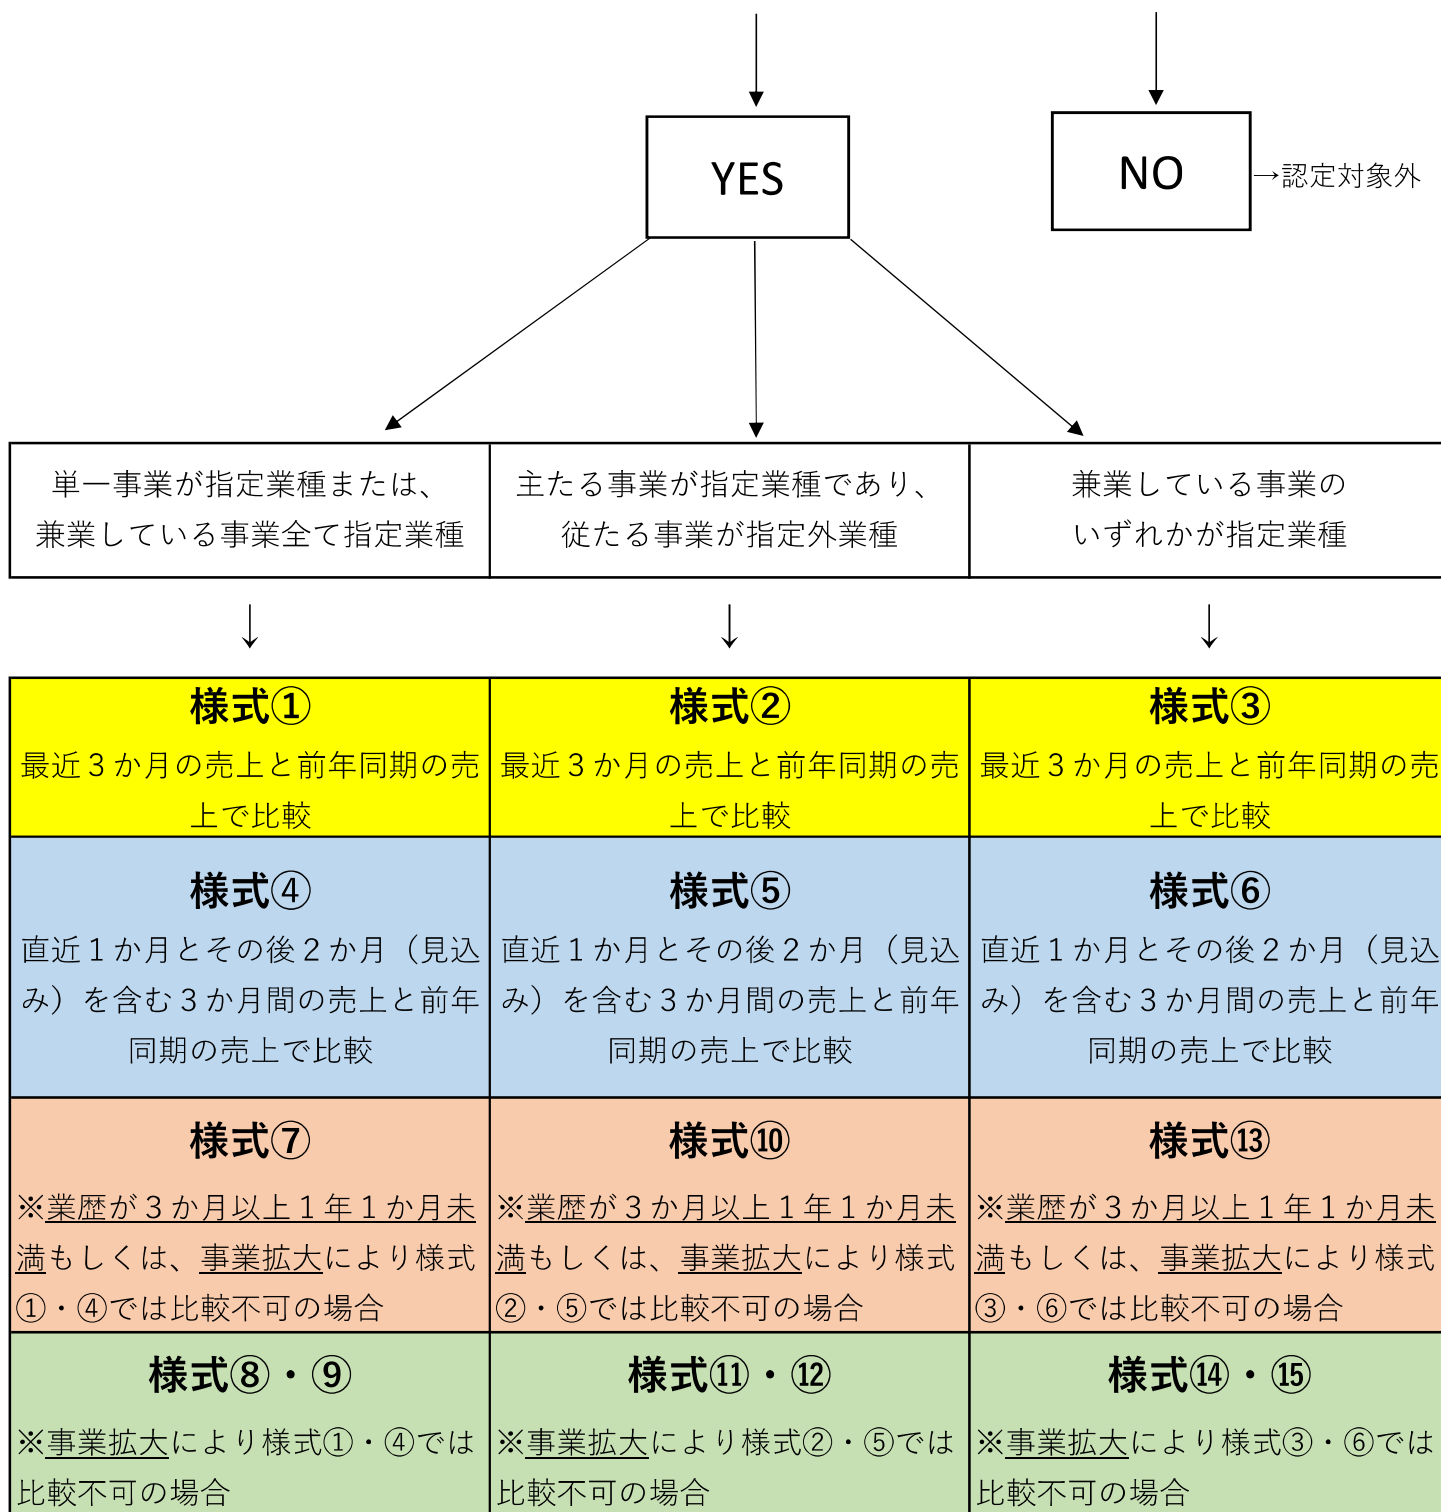 YES
NO
→認定対象外
単一事業が指定業種または、
兼業している事業全て指定業種
主たる事業が指定業種であり、
従たる事業が指定外業種
兼業している事業の
いずれかが指定業種
↓
↓
↓
様式①
最近３か月の売上と前年同期の売
上で比較
様式②
最近３か月の売上と前年同期の売
上で比較
様式③
最近３か月の売上と前年同期の売
上で比較
様式④
直近１か月とその後２か月（見込
み）を含む３か月間の売上と前年
同期の売上で比較
様式⑤
直近１か月とその後２か月（見込
み）を含む３か月間の売上と前年
同期の売上で比較
様式⑥
直近１か月とその後２か月（見込
み）を含む３か月間の売上と前年
同期の売上で比較
様式⑦
※業歴が３か月以上１年１か月未
満もしくは、事業拡大により様式
①・④では比較不可の場合
様式⑩
※業歴が３か月以上１年１か月未
満もしくは、事業拡大により様式
②・⑤では比較不可の場合
様式⑬
※業歴が３か月以上１年１か月未
満もしくは、事業拡大により様式
③・⑥では比較不可の場合
様式⑧・⑨
※事業拡大により様式①・④では
比較不可の場合
様式⑪・⑫
※事業拡大により様式②・⑤では
比較不可の場合
様式⑭・⑮
※事業拡大により様式③・⑥では
比較不可の場合